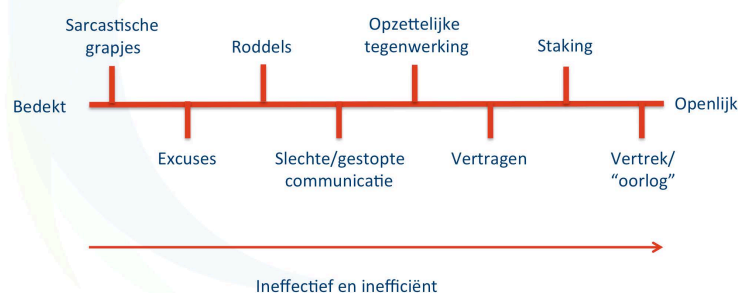 Sarcastische
grapjes
Roddels
Opzettelijke
tegenwerking
Staking
Bedekt
Openlijk
Excuses
Slechte/gestopte
communicatie
Vertragen
Vertrek/
“oorlog”
Ineffectief en inefficiënt